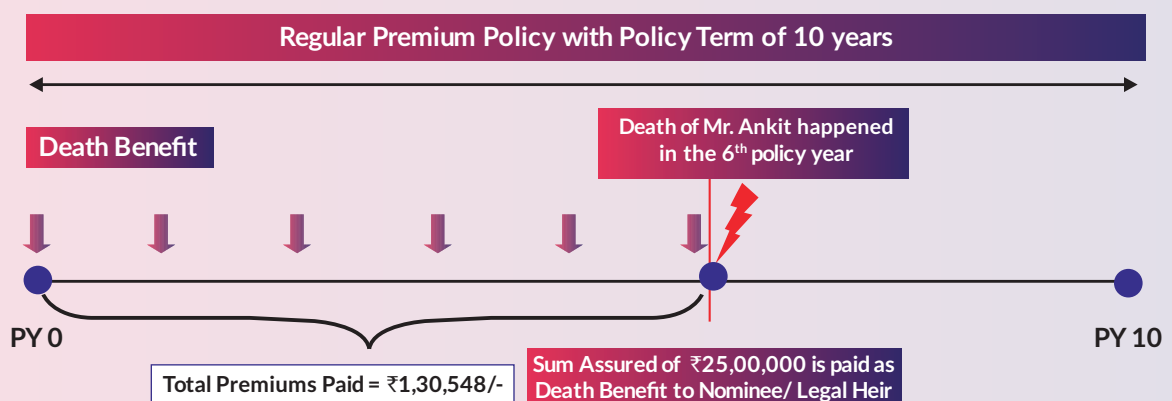 Regular Premium Policy with Policy Term of 10 years
Death Benefit
Death of Mr. Ankit happened
in the 6th policy year
PY 0
PY 10
Total Premiums Paid = ₹1,30,548/-
Sum Assured of ₹25,00,000 is paid as
Death Benefit to Nominee/ Legal Heir